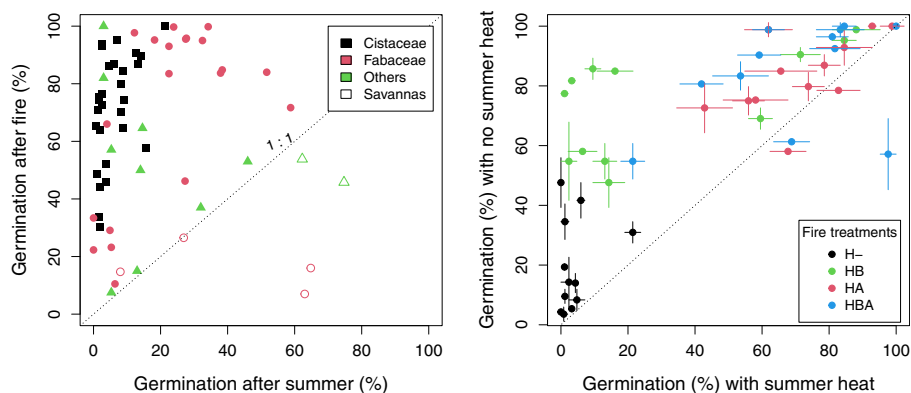 Germination after fire (%)
100
80
60
40
20
0
Cistaceae
Fabaceae
Others
Savannas
1:1
0 20 40 60 80 100
Germination after summer (%)
Germination (%) with no summer heat
100
80
60
40
20
0
Fire treatments
H−
HB
HA
HBA
0 20 40 60 80 100
Germination (%) with summer heat